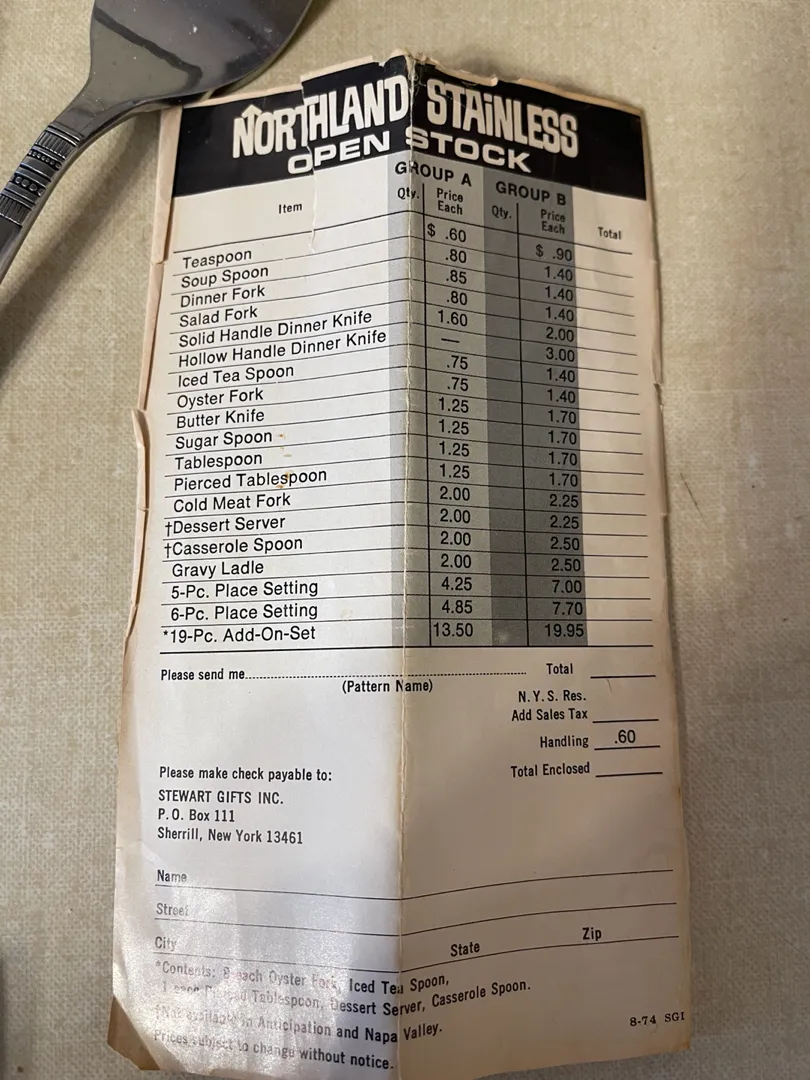 NORTHLAND STAINLESS
OPEN STOCK
GROUP A GROUP B
Item Qty. Price Each Qty. Price Each Total
Teaspoon $ .60 $ .90
Soup Spoon .80 1.40
Dinner Fork .85 1.40
Salad Fork .80 1.40
Solid Handle Dinner Knife 1.60 2.00
Hollow Handle Dinner Knife — 3.00
Iced Tea Spoon .75 1.40
Oyster Fork .75 1.40
Butter Knife 1.25 1.70
Sugar Spoon 1.25 1.70
Tablespoon 1.25 1.70
Pierced Tablespoon 1.25 1.70
Cold Meat Fork 2.00 2.25
†Dessert Server 2.00 2.25
†Casserole Spoon 2.00 2.50
Gravy Ladle 2.00 2.50
5-Pc. Place Setting 4.25 7.00
6-Pc. Place Setting 4.85 7.70
*19-Pc. Add-On-Set 13.50 19.95
Please send me Total
(Pattern Name)
N.Y.S. Res.
Add Sales Tax
Handling .60
Total Enclosed
Please make check payable to:
STEWART GIFTS INC.
P.O. Box 111
Sherrill, New York 13461
Name
Street
City State Zip
*Contents: 8 each Oyster Fork, Iced Tea Spoon,
1 each Pierced Tablespoon, Dessert Server, Casserole Spoon.
†Not available in Anticipation and Napa Valley.
Prices subject to change without notice.
8-74 SGI